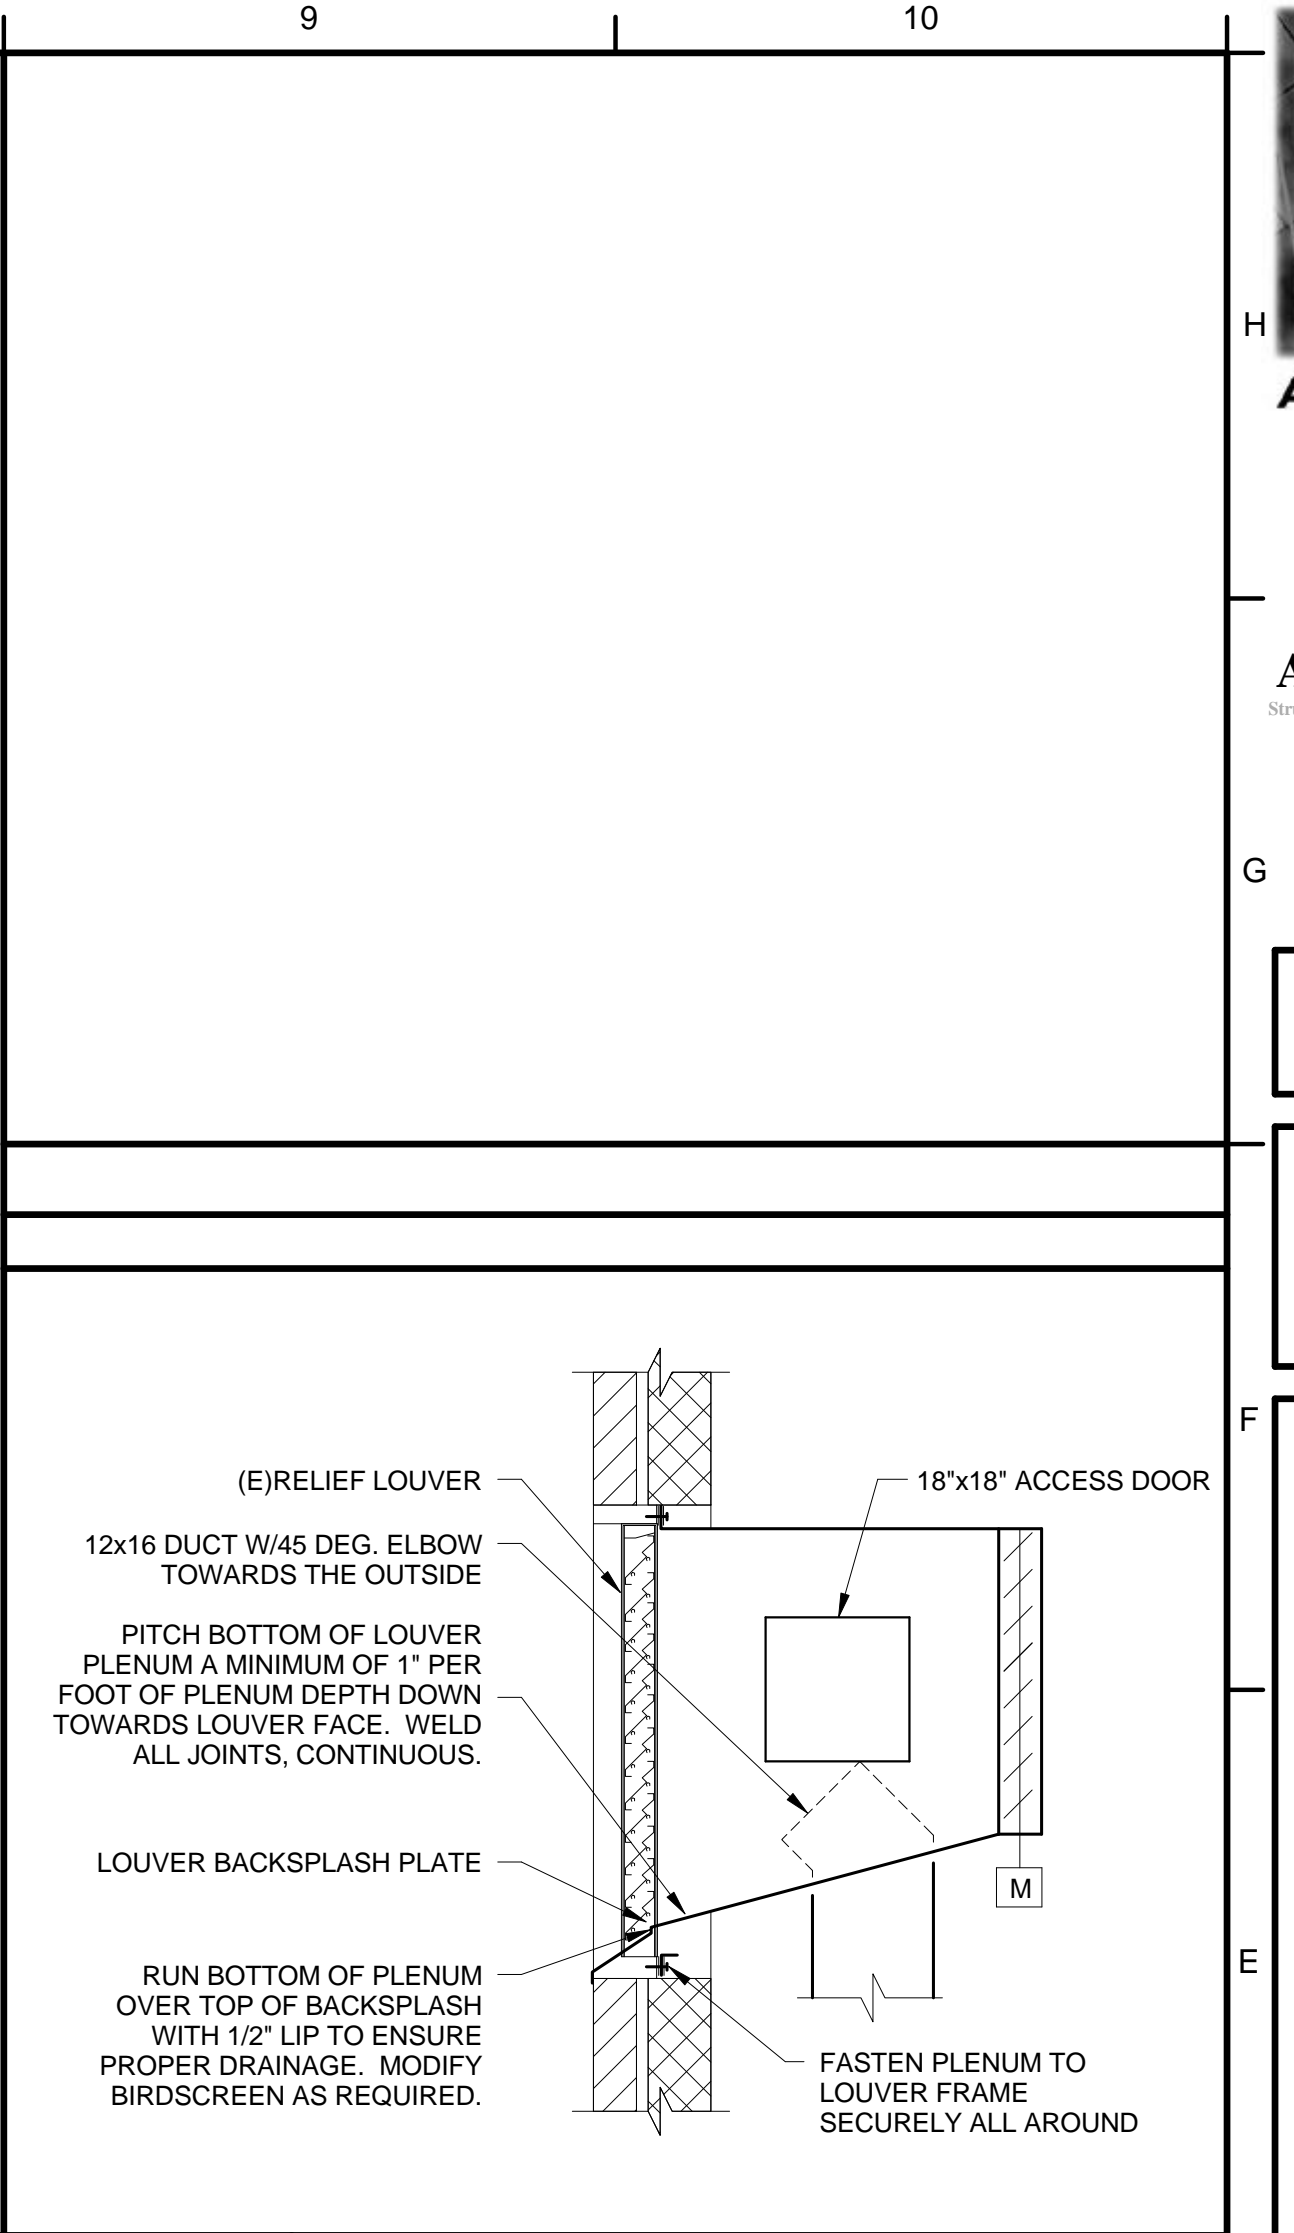 9
10
H
A
A
Stru
G
F
(E)RELIEF LOUVER
18"x18" ACCESS DOOR
12x16 DUCT W/45 DEG. ELBOW
TOWARDS THE OUTSIDE
PITCH BOTTOM OF LOUVER
PLENUM A MINIMUM OF 1" PER
FOOT OF PLENUM DEPTH DOWN
TOWARDS LOUVER FACE.  WELD
ALL JOINTS, CONTINUOUS.
LOUVER BACKSPLASH PLATE
M
E
RUN BOTTOM OF PLENUM
OVER TOP OF BACKSPLASH
WITH 1/2" LIP TO ENSURE
PROPER DRAINAGE.  MODIFY
BIRDSCREEN AS REQUIRED.
FASTEN PLENUM TO
LOUVER FRAME
SECURELY ALL AROUND